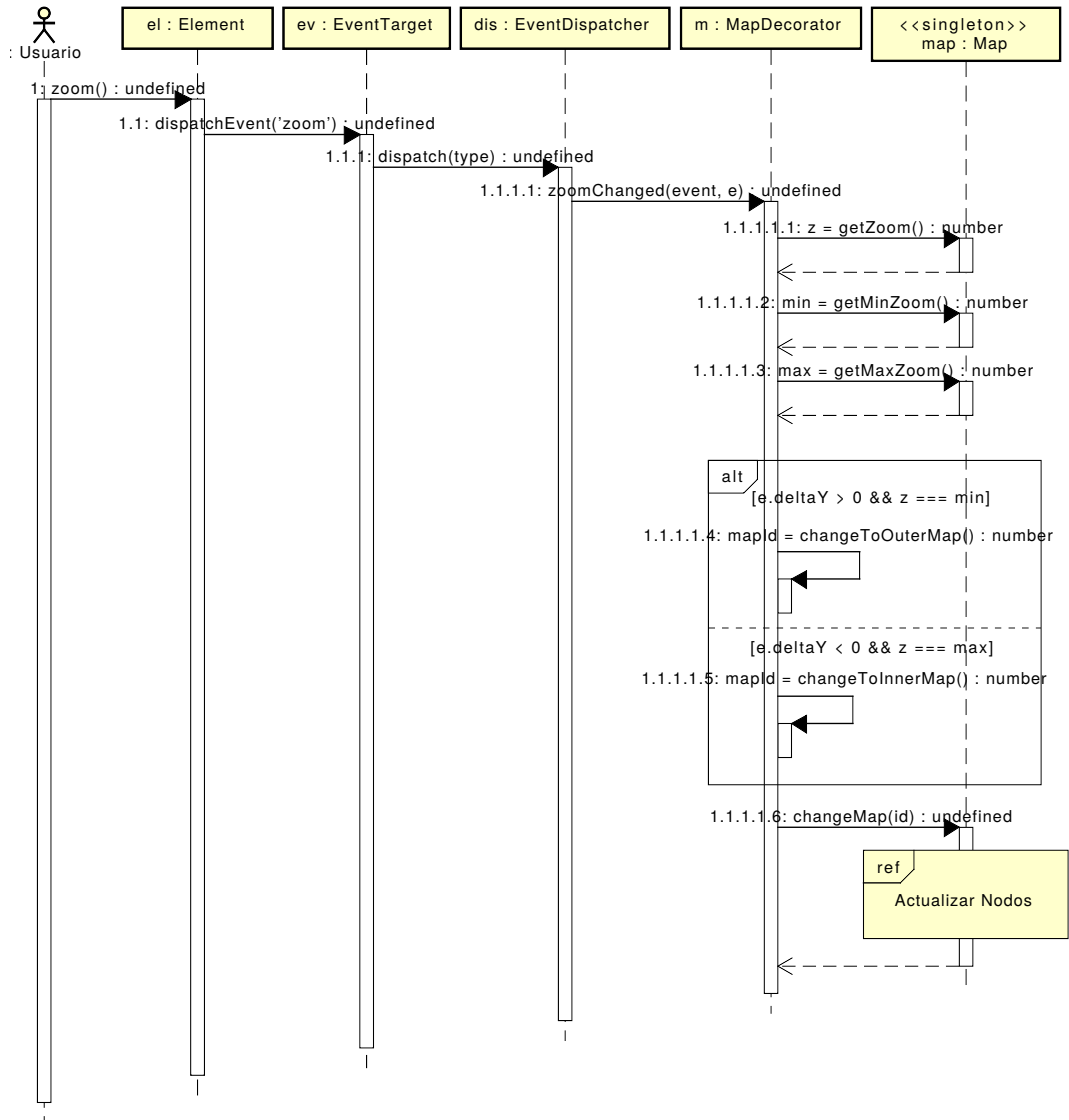 el : Element
ev : EventTarget
dis : EventDispatcher
m : MapDecorator
<<singleton>>
map : Map
: Usuario
1: zoom() : undefined
1.1: dispatchEvent('zoom') : undefined
1.1.1: dispatch(type) : undefined
1.1.1.1: zoomChanged(event, e) : undefined
1.1.1.1.1: z = getZoom() : number
1.1.1.1.2: min = getMinZoom() : number
1.1.1.1.3: max = getMaxZoom() : number
alt
[e.deltaY > 0 && z === min]
1.1.1.1.4: mapId = changeToOuterMap() : number
[e.deltaY < 0 && z === max]
1.1.1.1.5: mapId = changeToInnerMap() : number
1.1.1.1.6: changeMap(id) : undefined
ref
Actualizar Nodos